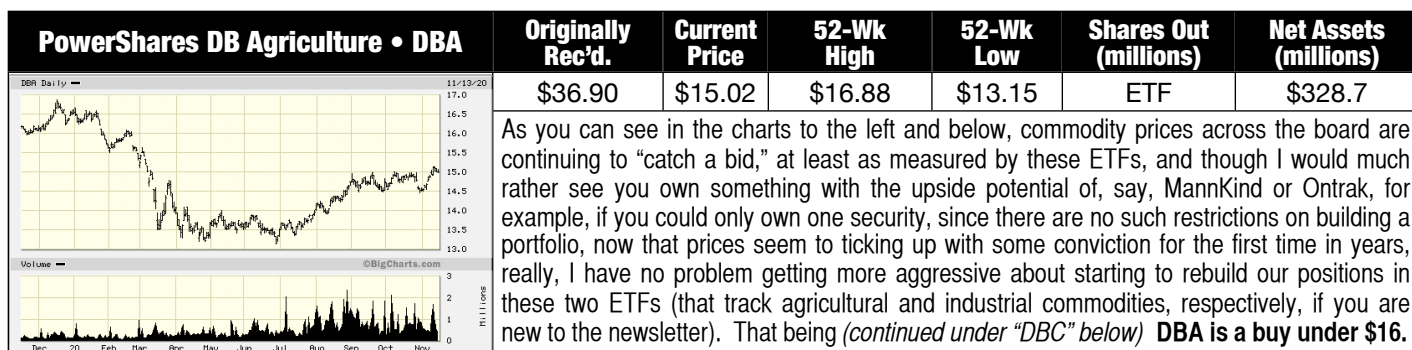 PowerShares DB Agriculture • DBA
Originally Rec'd.
Current Price
52-Wk High
52-Wk Low
Shares Out (millions)
Net Assets (millions)
$36.90 $15.02 $16.88 $13.15 ETF $328.7
DBA Daily 11/13/20
17.0
16.5
16.0
15.5
15.0
14.5
14.0
13.5
13.0
Volume ©BigCharts.com
3
2
1
0
Millions
Dec 20 Feb Mar Apr May Jun Jul Aug Sep Oct Nov
As you can see in the charts to the left and below, commodity prices across the board are
continuing to “catch a bid,” at least as measured by these ETFs, and though I would much
rather see you own something with the upside potential of, say, MannKind or Ontrak, for
example, if you could only own one security, since there are no such restrictions on building a
portfolio, now that prices seem to ticking up with some conviction for the first time in years,
really, I have no problem getting more aggressive about starting to rebuild our positions in
these two ETFs (that track agricultural and industrial commodities, respectively, if you are
new to the newsletter). That being (continued under “DBC” below) DBA is a buy under $16.